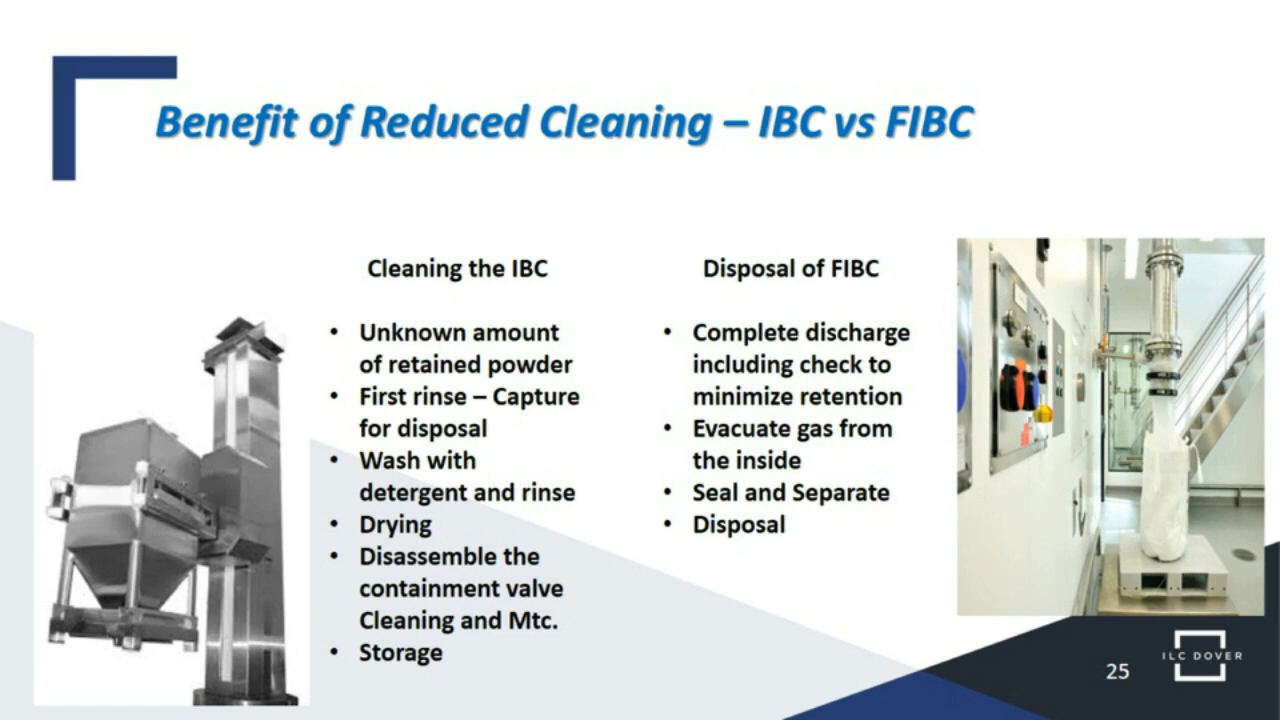 Benefit of Reduced Cleaning – IBC vs FIBC
Cleaning the IBC
• Unknown amount
of retained powder
• First rinse – Capture
for disposal
• Wash with
detergent and rinse
• Drying
• Disassemble the
containment valve
Cleaning and Mtc.
• Storage
Disposal of FIBC
• Complete discharge
including check to
minimize retention
• Evacuate gas from
the inside
• Seal and Separate
• Disposal
25
ILC DOVER